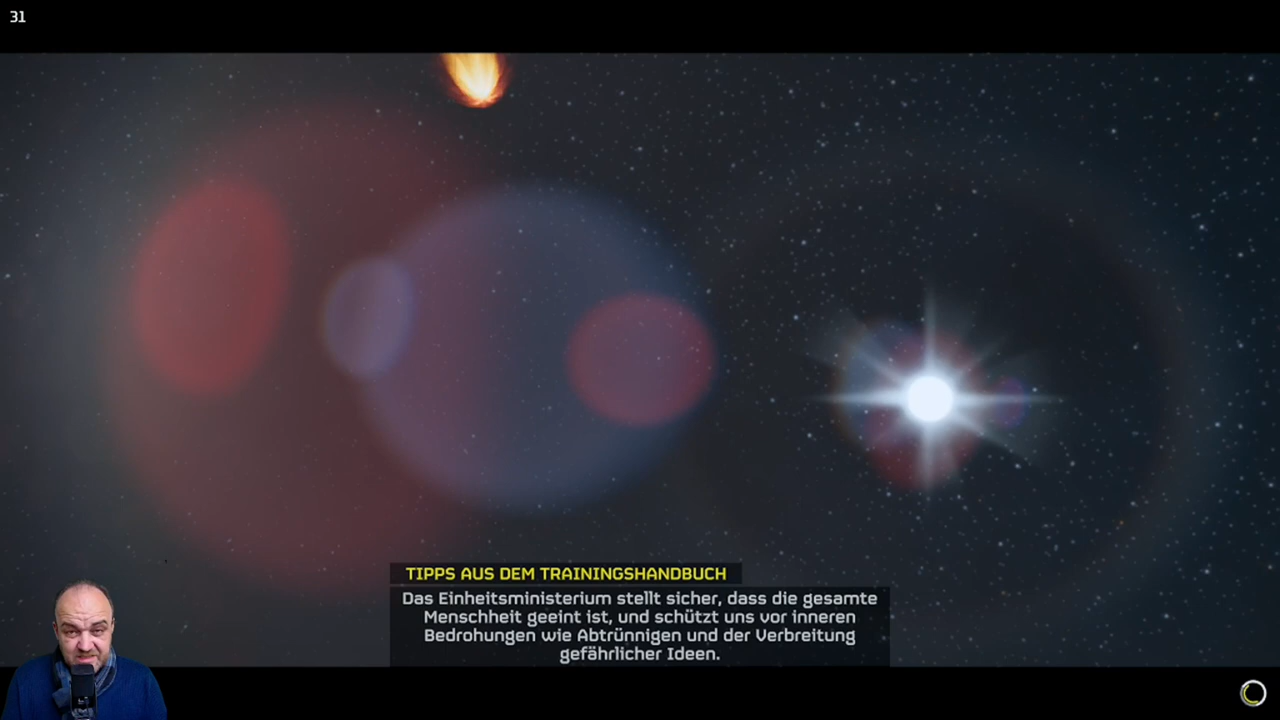 31
TIPPS AUS DEM TRAININGSHANDBUCH
Das Einheitsministerium stellt sicher, dass die gesamte
Menschheit geeint ist, und schützt uns vor inneren
Bedrohungen wie Abtrünnigen und der Verbreitung
gefährlicher Ideen.